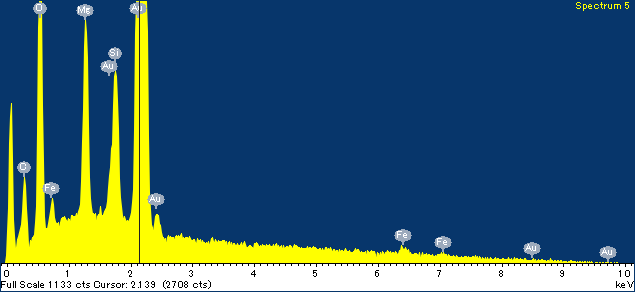 Spectrum 5
O Mg Au
Si
Au
C
Fe
Au
Fe
Fe
Au
Au
0 1 2 3 4 5 6 7 8 9 10
Full Scale 1133 cts Cursor: 2.139 (2708 cts) keV